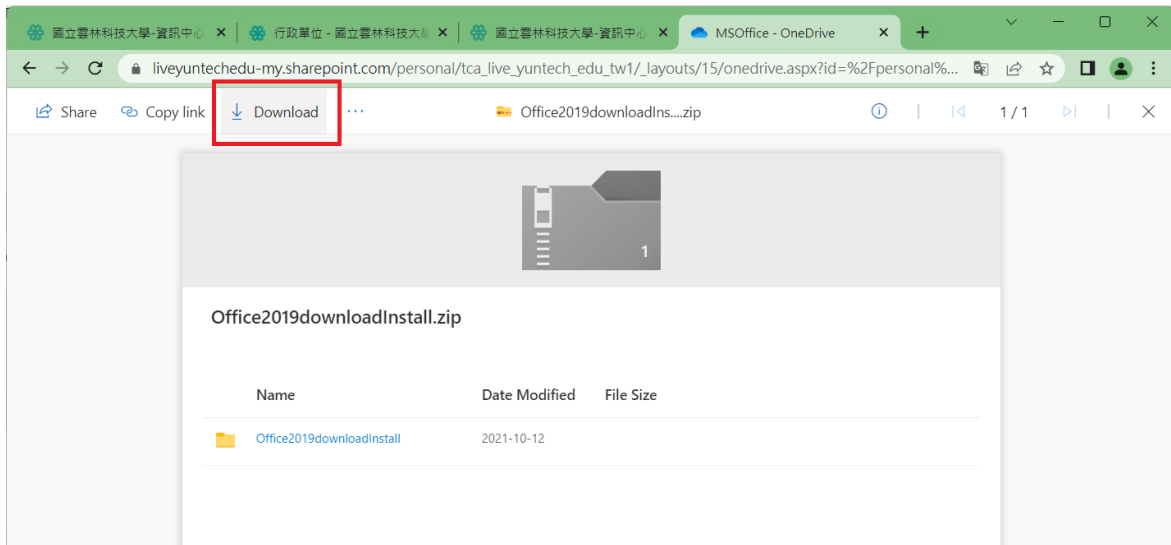 國立雲林科技大學-資訊中心 行政單位 - 國立雲林科技大 國立雲林科技大學-資訊中心 MSOffice - OneDrive
liveyuntechedu-my.sharepoint.com/personal/tca_live_yuntech_edu_tw1/_layouts/15/onedrive.aspx?id=%2Fpersonal%...
Share Copy link Download ... Office2019downloadIns....zip 1 / 1
1
Office2019downloadInstall.zip
Name Date Modified File Size
Office2019downloadInstall 2021-10-12